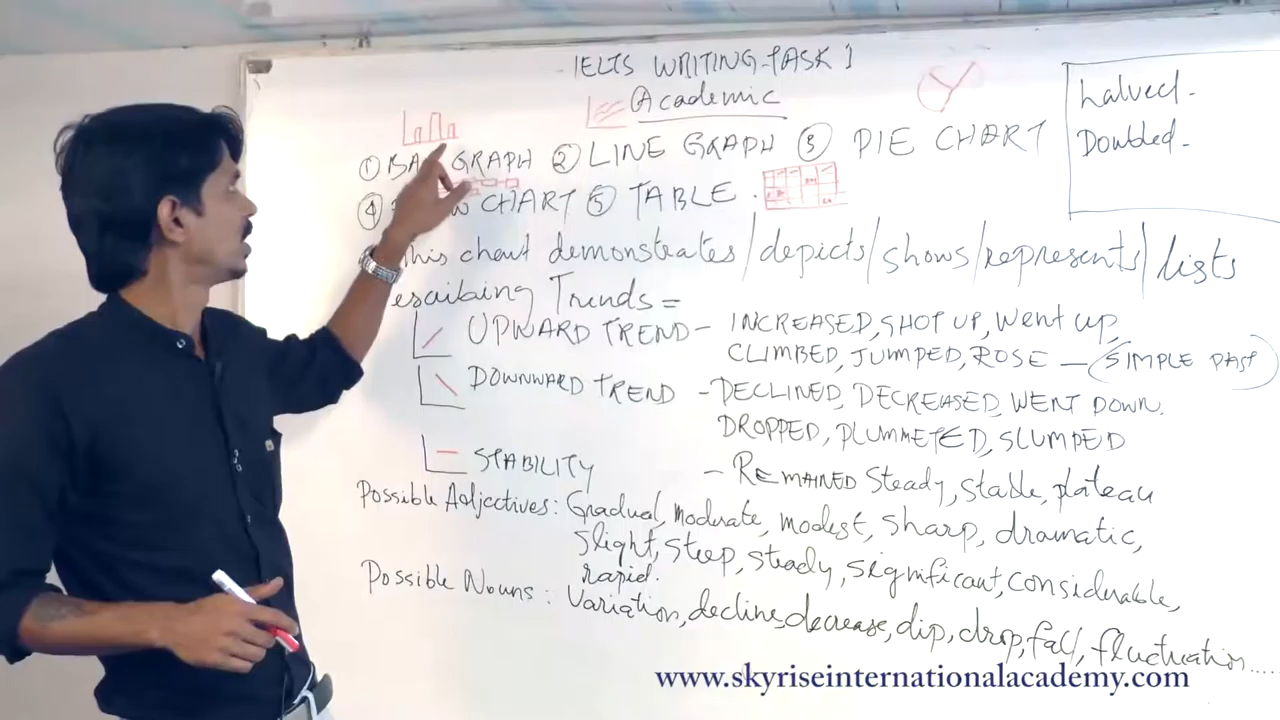 IELTS WRITING TASK 1
Academic
① BAR GRAPH ② LINE GRAPH ③ PIE CHART
④ CHART ⑤ TABLE.
This chart demonstrates/depicts/shows/represents/lists
Trends =
UPWARD TREND - INCREASED, SHOT UP, Went up,
CLIMBED, JUMPED, ROSE - (SIMPLE PAST)
DOWNWARD TREND - DECLINED, DECREASED, WENT DOWN,
DROPPED, PLUMMETED, SLUMPED
STABILITY - REMAINED Steady, stable, plateau
Possible Adjectives: Gradual, moderate, modest, sharp, dramatic,
slight, steep, steady, significant, considerable,
rapid.
Possible Nouns: Variation, decline, decrease, dip, drop, fall, fluctuation.....
halved -
Doubled -
www.skyriseinternationalacademy.com